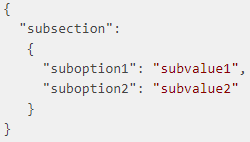 {
  "subsection":
   {
     "suboption1": "subvalue1",
     "suboption2": "subvalue2"
   }
}